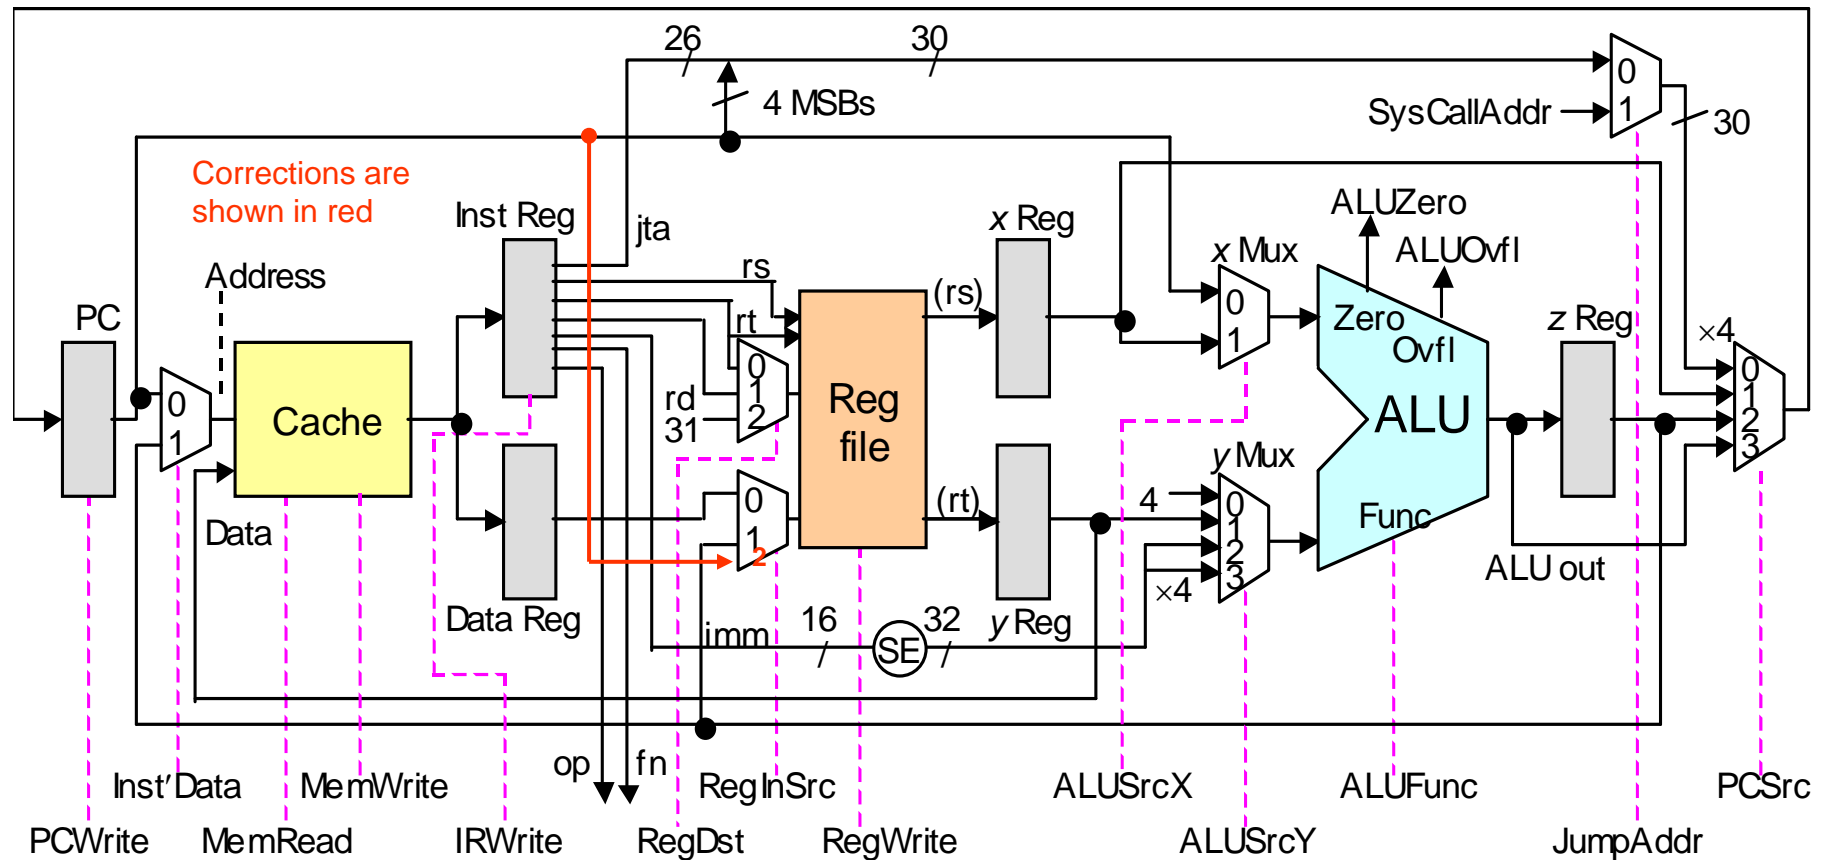 26
30
4 MSBs
SysCallAddr
0
1
30
Corrections are
shown in red
Inst Reg
jta
x Reg
ALUZero
ALUOvfl
x Mux
Address
rs
(rs)
0
1
PC
rt
Zero
Ovfl
z Reg
×4
0
1
Cache
0
1
2
rd
31
Reg
file
ALU
0
1
2
3
y Mux
Data
0
1
2
(rt)
4
0
1
2
3
×4
Func
ALU out
Data Reg
imm
16
SE
32
y Reg
op
fn
Inst′Data
MemWrite
RegInSrc
ALUSrcX
ALUFunc
PCSrc
PCWrite
MemRead
IRWrite
RegDst
RegWrite
ALUSrcY
JumpAddr